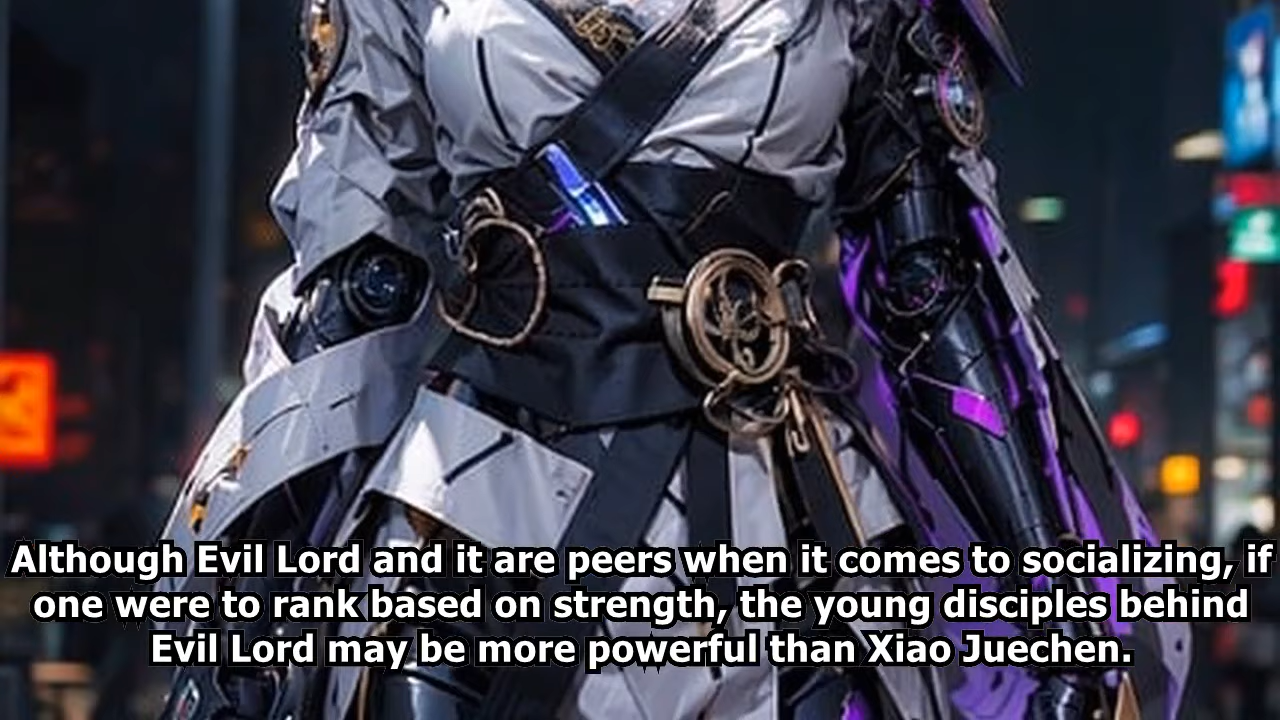 Although Evil Lord and it are peers when it comes to socializing, if
one were to rank based on strength, the young disciples behind
Evil Lord may be more powerful than Xiao Juechen.